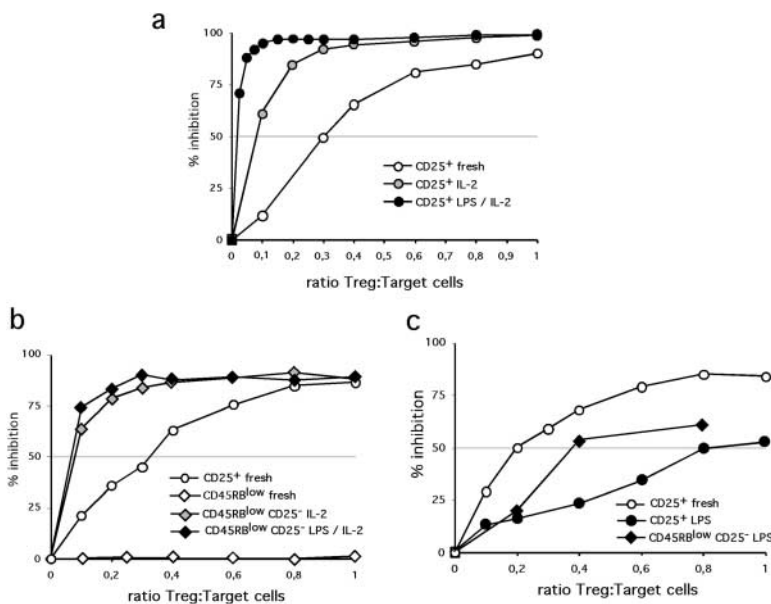 a
100
75
50
25
0
% inhibition
CD25+ fresh
CD25+ IL-2
CD25+ LPS / IL-2
0 0,1 0,2 0,3 0,4 0,5 0,6 0,7 0,8 0,9 1
ratio Treg:Target cells
b
100
75
50
25
0
% inhibition
CD25+ fresh
CD45RBlow fresh
CD45RBlow CD25- IL-2
CD45RBlow CD25- LPS / IL-2
0 0,2 0,4 0,6 0,8 1
ratio Treg:Target cells
c
100
75
50
25
0
% inhibition
CD25+ fresh
CD25+ LPS
CD45RBlow CD25- LPS
0 0,2 0,4 0,6 0,8 1
ratio Treg:Target cells